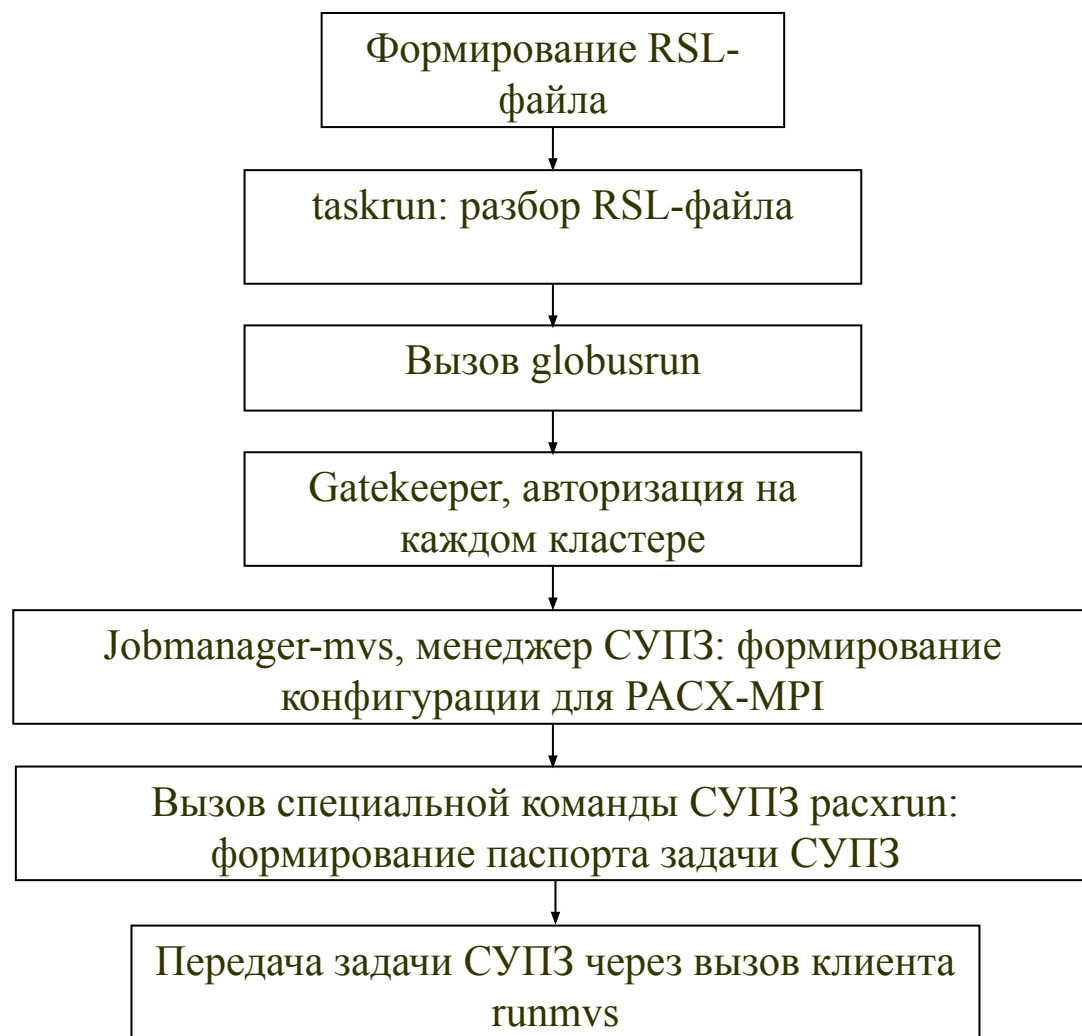 Формирование RSL-
файла
taskrun: разбор RSL-файла
Вызов globusrun
Gatekeeper, авторизация на
каждом кластере
Jobmanager-mvs, менеджер СУПЗ: формирование
конфигурации для PACX-MPI
Вызов специальной команды СУПЗ pacxrun:
формирование паспорта задачи СУПЗ
Передача задачи СУПЗ через вызов клиента
runmvs